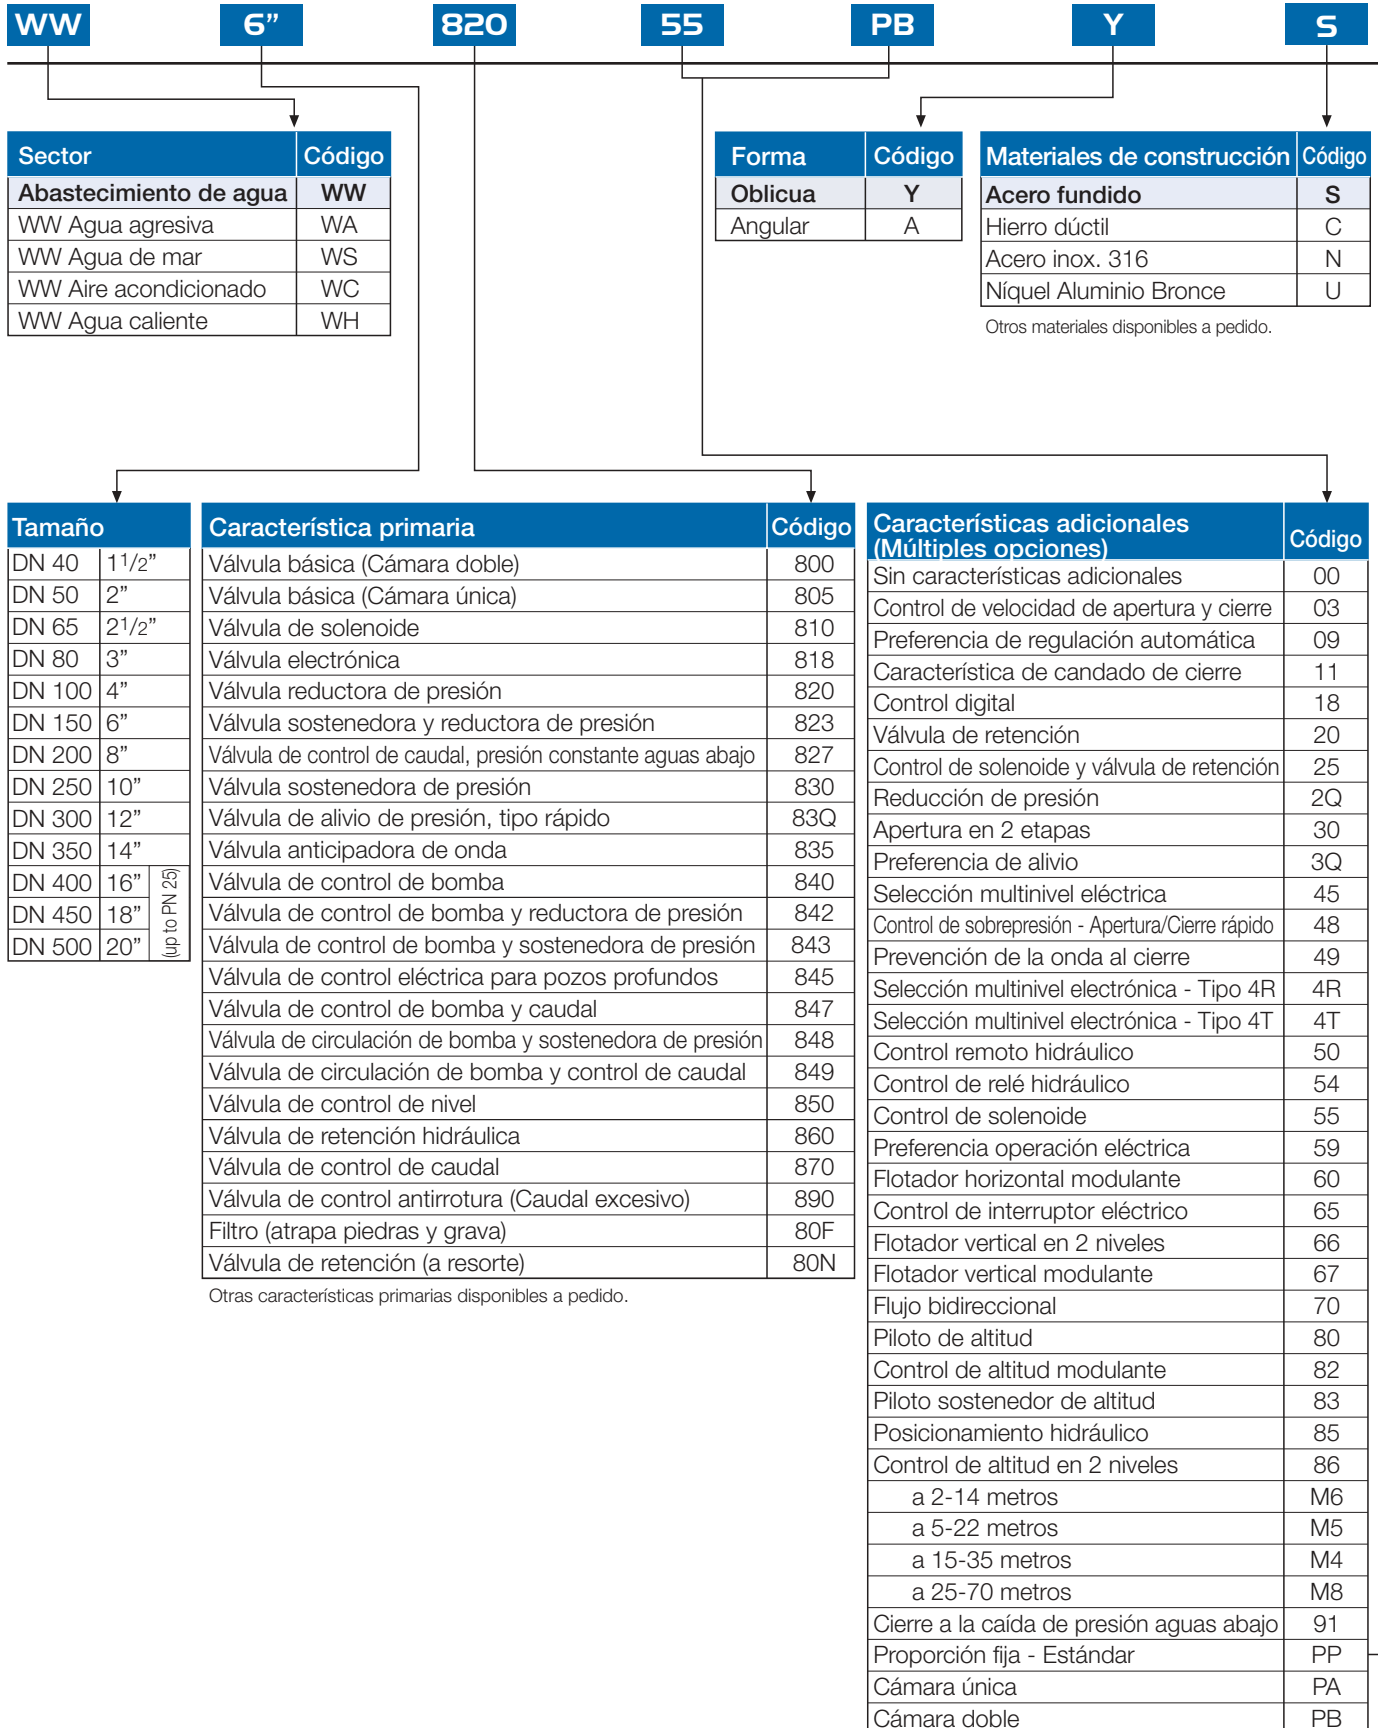 WW 6” 820 55 PB Y S
Sector Código
Abastecimiento de agua WW
WW Agua agresiva WA
WW Agua de mar WS
WW Aire acondicionado WC
WW Agua caliente WH
Forma Código
Oblicua Y
Angular A
Materiales de construcción Código
Acero fundido S
Hierro dúctil C
Acero inox. 316 N
Níquel Aluminio Bronce U
Otros materiales disponibles a pedido.
Tamaño
DN 40 11/2”
DN 50 2”
DN 65 21/2”
DN 80 3”
DN 100 4”
DN 150 6”
DN 200 8”
DN 250 10”
DN 300 12”
DN 350 14”
DN 400 16”
DN 450 18”
DN 500 20”
(up to PN 25)
Característica primaria Código
Válvula básica (Cámara doble) 800
Válvula básica (Cámara única) 805
Válvula de solenoide 810
Válvula electrónica 818
Válvula reductora de presión 820
Válvula sostenedora y reductora de presión 823
Válvula de control de caudal, presión constante aguas abajo 827
Válvula sostenedora de presión 830
Válvula de alivio de presión, tipo rápido 83Q
Válvula anticipadora de onda 835
Válvula de control de bomba 840
Válvula de control de bomba y reductora de presión 842
Válvula de control de bomba y sostenedora de presión 843
Válvula de control eléctrica para pozos profundos 845
Válvula de control de bomba y caudal 847
Válvula de circulación de bomba y sostenedora de presión 848
Válvula de circulación de bomba y control de caudal 849
Válvula de control de nivel 850
Válvula de retención hidráulica 860
Válvula de control de caudal 870
Válvula de control antirrotura (Caudal excesivo) 890
Filtro (atrapa piedras y grava) 80F
Válvula de retención (a resorte) 80N
Otras características primarias disponibles a pedido.
Características adicionales
(Múltiples opciones) Código
Sin características adicionales 00
Control de velocidad de apertura y cierre 03
Preferencia de regulación automática 09
Característica de candado de cierre 11
Control digital 18
Válvula de retención 20
Control de solenoide y válvula de retención 25
Reducción de presión 2Q
Apertura en 2 etapas 30
Preferencia de alivio 3Q
Selección multinivel eléctrica 45
Control de sobrepresión - Apertura/Cierre rápido 48
Prevención de la onda al cierre 49
Selección multinivel electrónica - Tipo 4R 4R
Selección multinivel electrónica - Tipo 4T 4T
Control remoto hidráulico 50
Control de relé hidráulico 54
Control de solenoide 55
Preferencia operación eléctrica 59
Flotador horizontal modulante 60
Control de interruptor eléctrico 65
Flotador vertical en 2 niveles 66
Flotador vertical modulante 67
Flujo bidireccional 70
Piloto de altitud 80
Control de altitud modulante 82
Piloto sostenedor de altitud 83
Posicionamiento hidráulico 85
Control de altitud en 2 niveles 86
a 2-14 metros M6
a 5-22 metros M5
a 15-35 metros M4
a 25-70 metros M8
Cierre a la caída de presión aguas abajo 91
Proporción fija - Estándar PP
Cámara única PA
Cámara doble PB